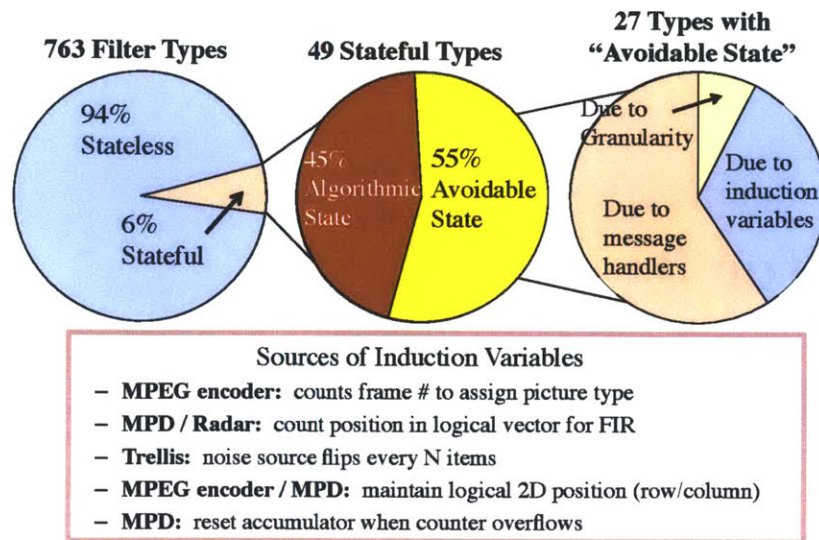 763 Filter Types
94%
Stateless
6%
Stateful
49 Stateful Types
45%
Algorithmic
State
55%
Avoidable
State
27 Types with
“Avoidable State”
Due to
Granularity
Due to
induction
variables
Due to
message
handlers
Sources of Induction Variables
– MPEG encoder: counts frame # to assign picture type
– MPD / Radar: count position in logical vector for FIR
– Trellis: noise source flips every N items
– MPEG encoder / MPD: maintain logical 2D position (row/column)
– MPD: reset accumulator when counter overflows